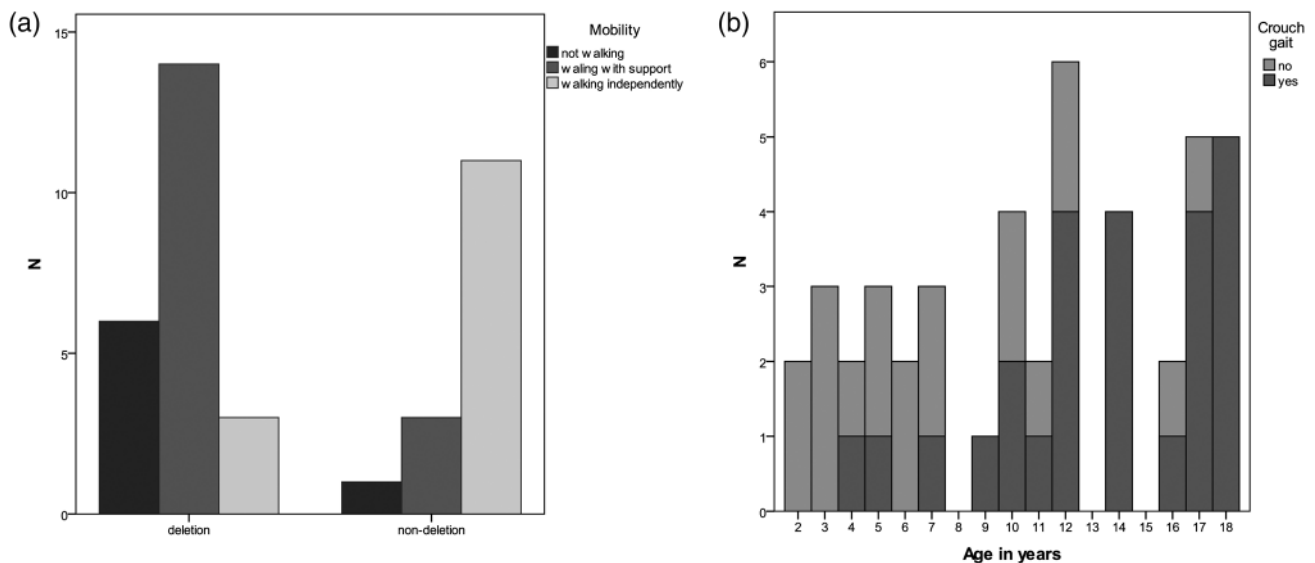 (a)
Mobility
not walking
waling with support
walking independently
15
10
5
0
N
deletion
non-deletion
(b)
Crouch
gait
no
yes
6
5
4
3
2
1
0
N
2 3 4 5 6 7 8 9 10 11 12 13 14 15 16 17 18
Age in years